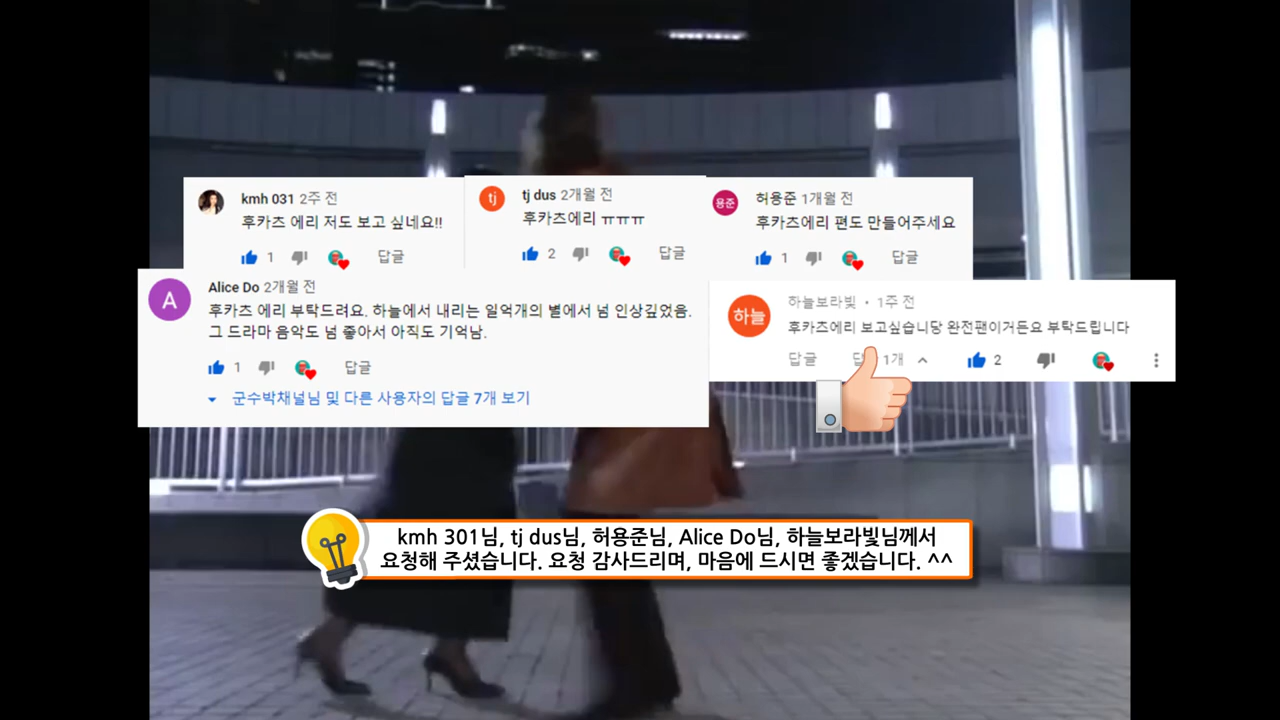 kmh 031 2주 전
후카츠 에리 저도 보고 싶네요!!
1 답글
tj tj dus 2개월 전
후카츠에리 ㅠㅠㅠ
2 답글
용준 허용준 1개월 전
후카츠에리 편도 만들어주세요
1 답글
A Alice Do 2개월 전
후카츠 에리 부탁드려요. 하늘에서 내리는 일억개의 별에서 넘 인상깊었음.
그 드라마 음악도 넘 좋아서 아직도 기억남.
1 답글
군수박채널님 및 다른 사용자의 답글 7개 보기
하늘 하늘보라빛 • 1주 전
후카츠에리 보고싶습니당 완전팬이거든요 부탁드립니다
답글 1개 2
kmh 301님, tj dus님, 허용준님, Alice Do님, 하늘보라빛님께서
요청해 주셨습니다. 요청 감사드리며, 마음에 드시면 좋겠습니다. ^^